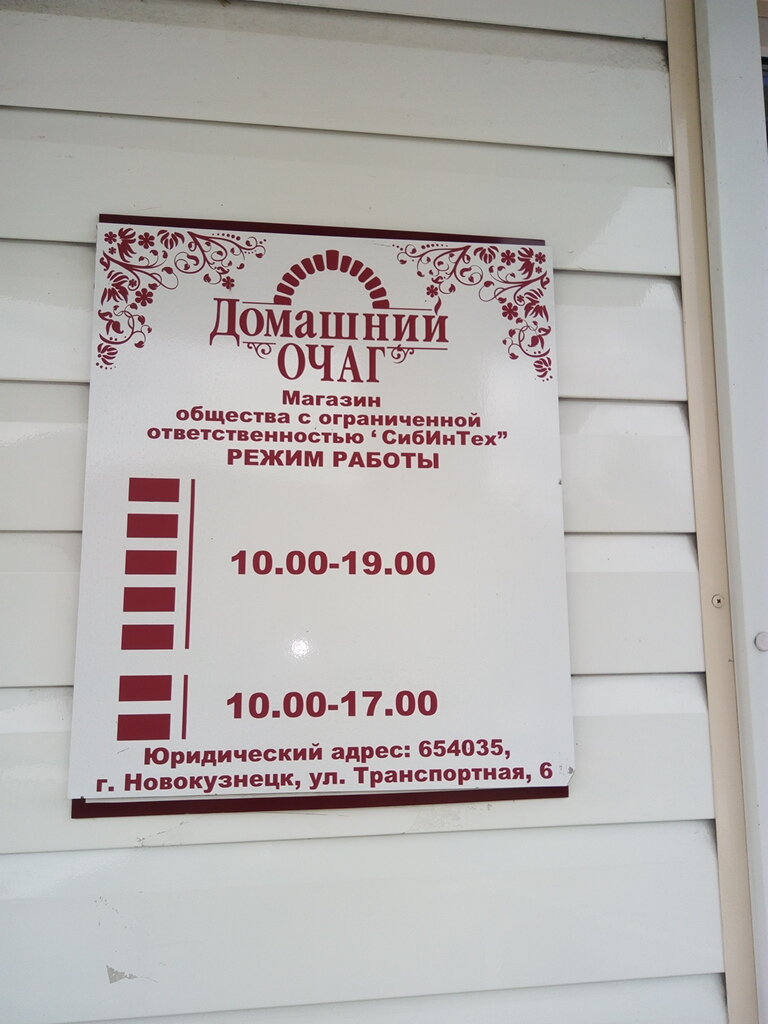 Домашний
ОЧАГ
Магазин
общества с ограниченной
ответственностью ‘СибИнТех”
РЕЖИМ РАБОТЫ
10.00-19.00
10.00-17.00
Юридический адрес: 654035,
г. Новокузнецк, ул. Транспортная, 6